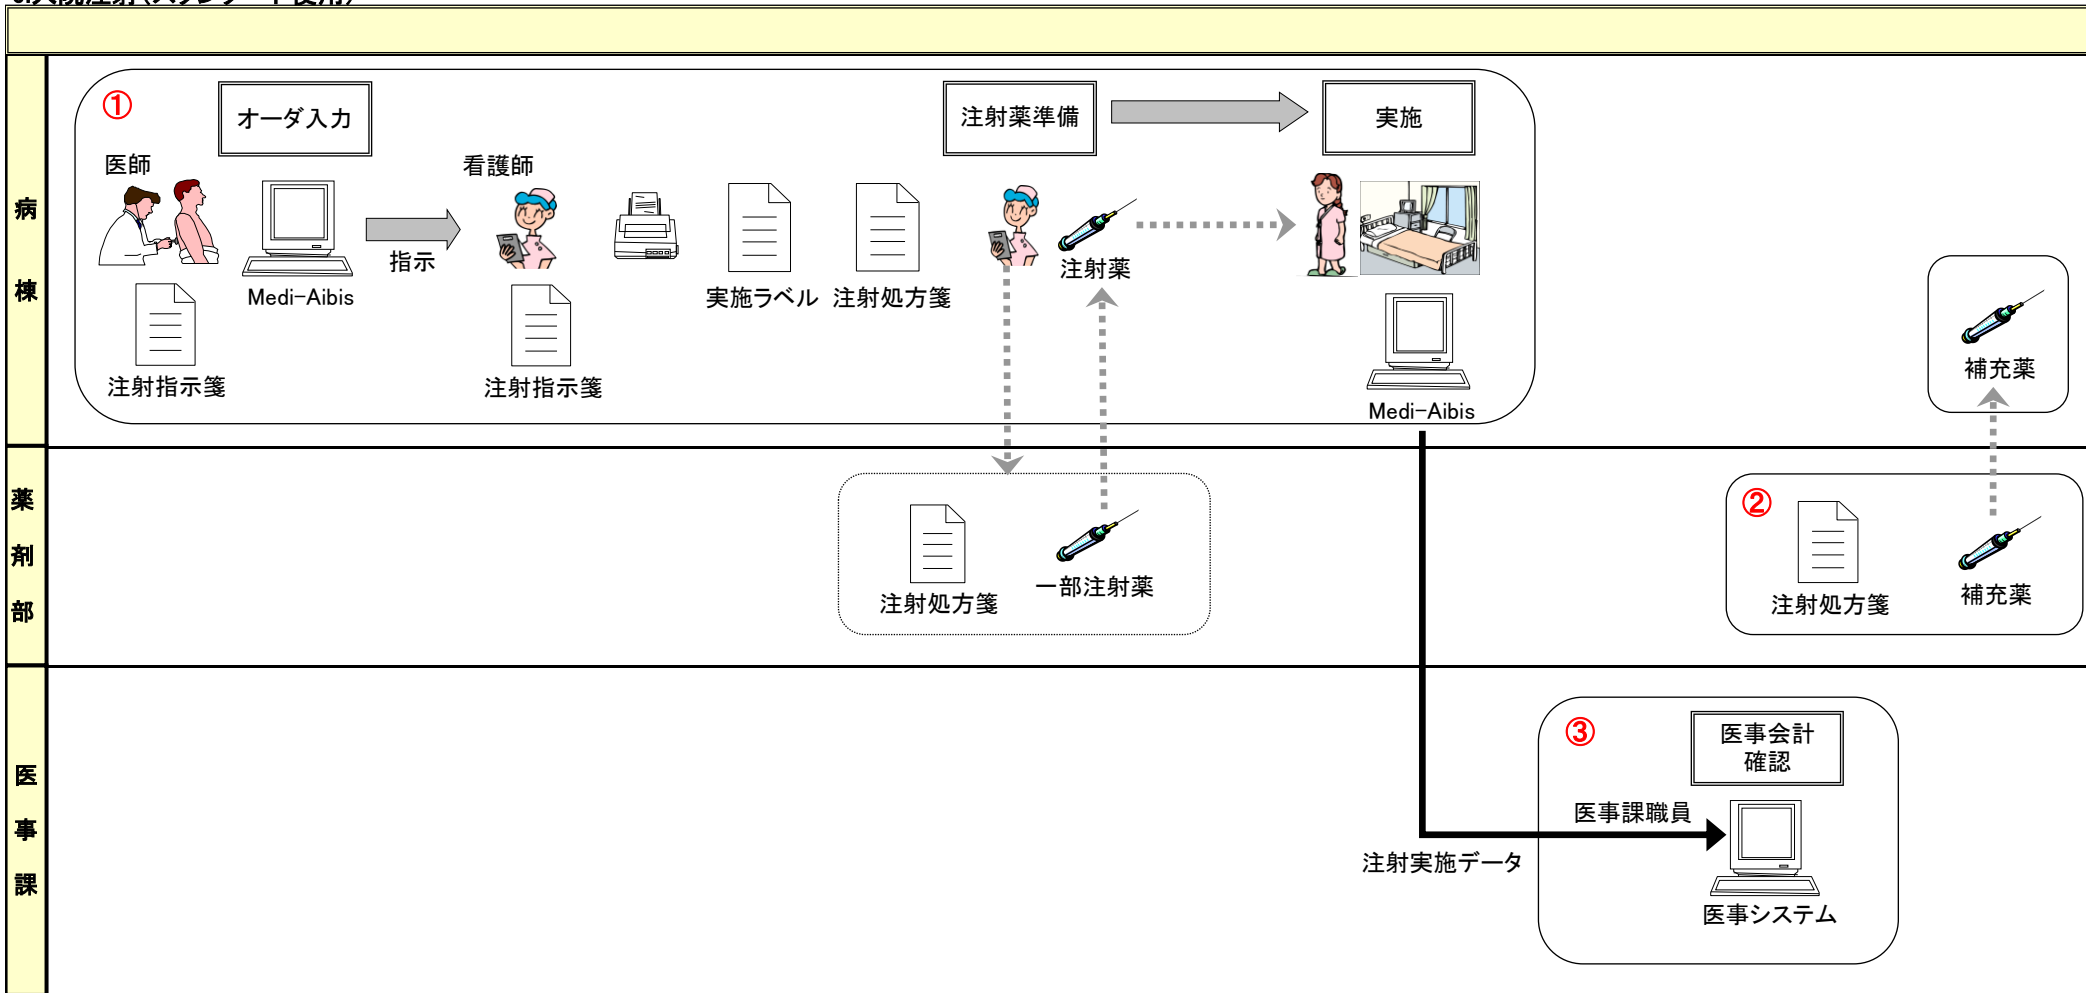 病棟
①
オーダ入力
注射薬準備
実施
医師
看護師
指示
Medi-Aibis
実施ラベル
注射処方箋
注射薬
注射指示箋
注射指示箋
Medi-Aibis
補充薬
薬剤部
注射処方箋
一部注射薬
②
注射処方箋
補充薬
医事課
③
医事会計
確認
医事課職員
注射実施データ
医事システム